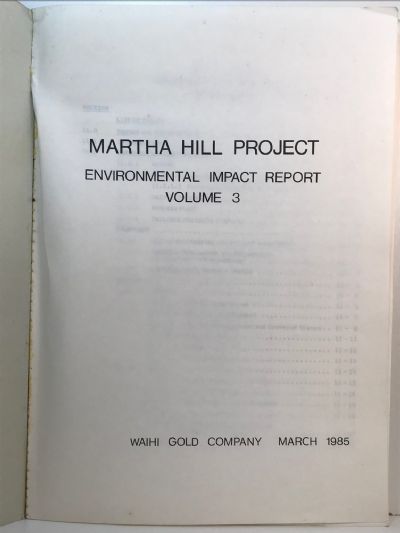 MARTHA HILL PROJECT
ENVIRONMENTAL IMPACT REPORT
VOLUME 3
WAIHI GOLD COMPANY MARCH 1985